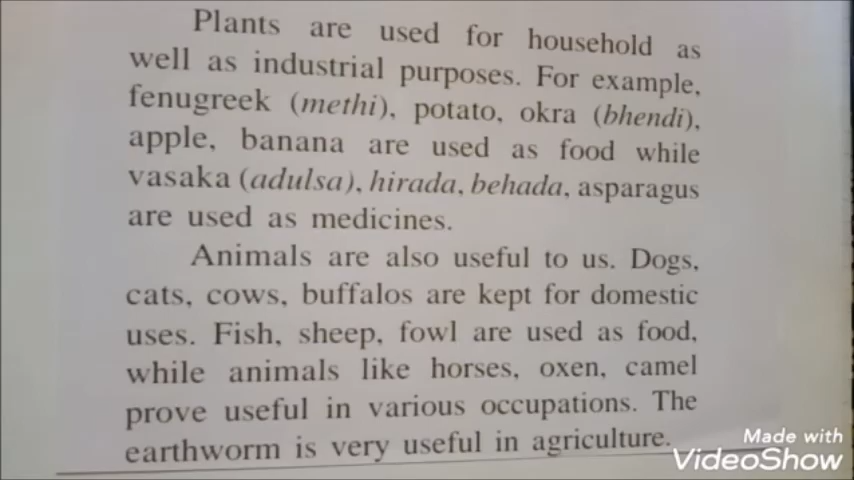 Plants are used for household as
well as industrial purposes. For example,
fenugreek (methi), potato, okra (bhendi),
apple, banana are used as food while
vasaka (adulsa), hirada, behada, asparagus
are used as medicines.
Animals are also useful to us. Dogs,
cats, cows, buffalos are kept for domestic
uses. Fish, sheep, fowl are used as food,
while animals like horses, oxen, camel
prove useful in various occupations. The
earthworm is very useful in agriculture.
Made with
VideoShow